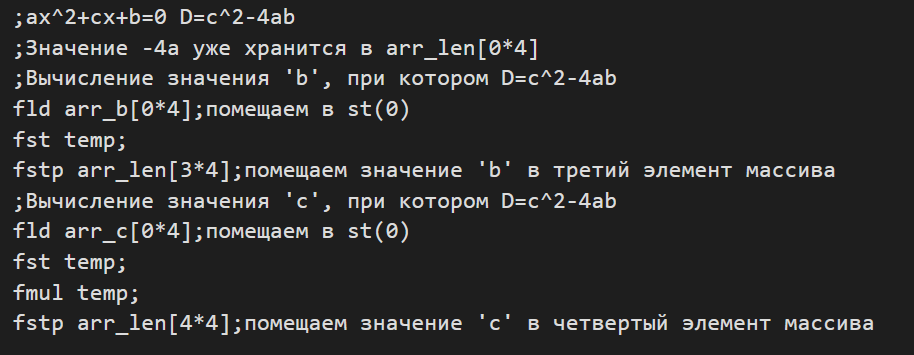 ;ax^2+cx+b=0 D=c^2-4ab
;Значение -4a уже хранится в arr_len[0*4]
;Вычисление значения 'b', при котором D=c^2-4ab
fld arr_b[0*4];помещаем в st(0)
fst temp;
fstp arr_len[3*4];помещаем значение 'b' в третий элемент массива
;Вычисление значения 'c', при котором D=c^2-4ab
fld arr_c[0*4];помещаем в st(0)
fst temp;
fmul temp;
fstp arr_len[4*4];помещаем значение 'c' в четвертый элемент массива